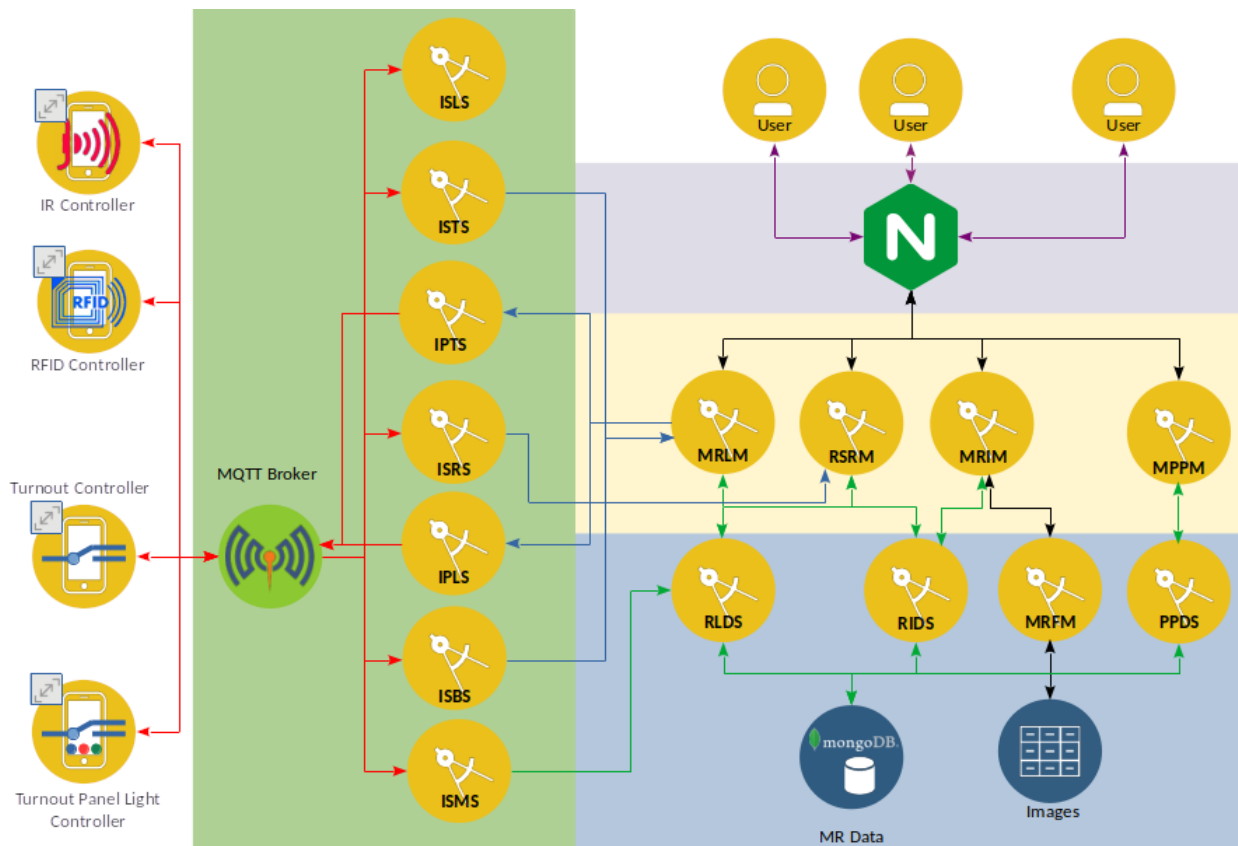 IR Controller
RFID
RFID Controller
Turnout Controller
Turnout Panel Light
Controller
MQTT Broker
ISLS
ISTS
IPTS
ISRS
IPLS
ISBS
ISMS
User
User
User
N
MRLM
RSRM
MRIM
MPPM
RLDS
RIDS
MRFM
PPDS
mongoDB.
MR Data
Images